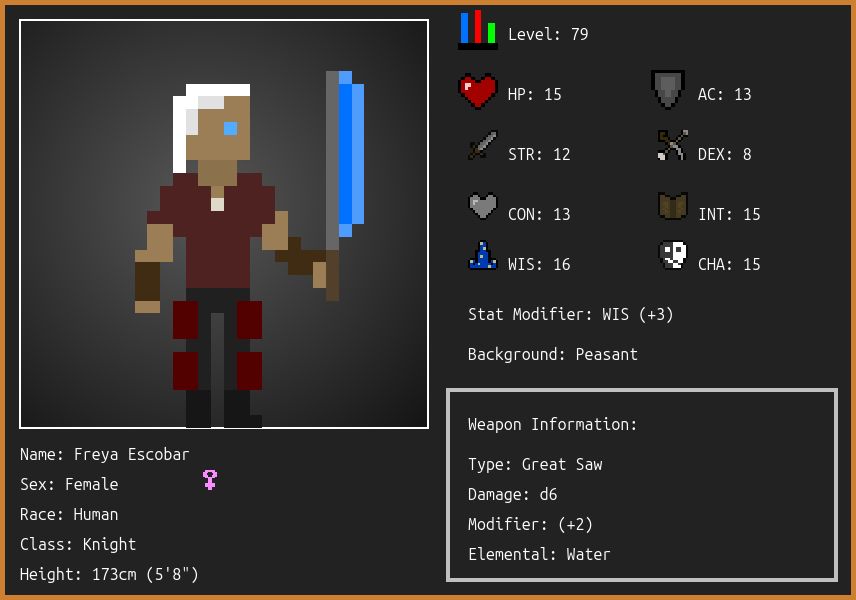 Level: 79
HP: 15
AC: 13
STR: 12
DEX: 8
CON: 13
INT: 15
WIS: 16
CHA: 15
Stat Modifier: WIS (+3)
Background: Peasant
Weapon Information:
Type: Great Saw
Damage: d6
Modifier: (+2)
Elemental: Water
Name: Freya Escobar
Sex: Female
Race: Human
Class: Knight
Height: 173cm (5'8")